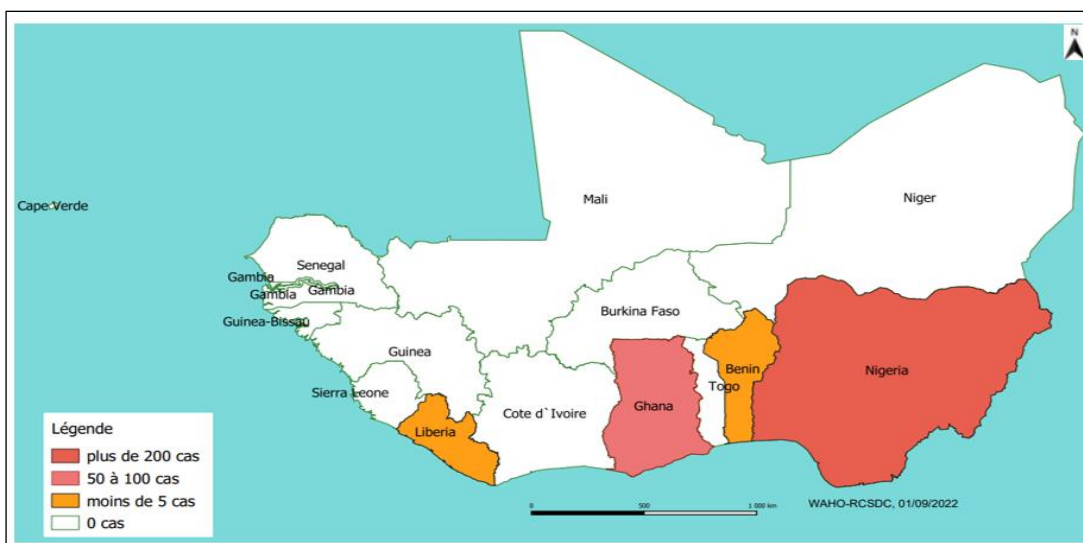 N
Cape Verde
Mali
Niger
Senegal
Gambia
Gambia
Gambia
Guinea-Bissau
Burkina Faso
Guinea
Benin
Nigeria
Togo
Sierra Leone
Ghana
Cote d`Ivoire
Liberia
Légende
plus de 200 cas
50 à 100 cas
moins de 5 cas
0 cas
0 500 1 000 km
WAHO-RCSDC, 01/09/2022